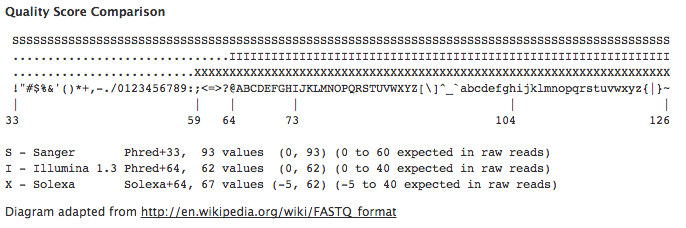 Quality Score Comparison
SSSSSSSSSSSSSSSSSSSSSSSSSSSSSSSSSSSSSSSSSSSSSSSSSSSSSSSSSSSSSSSSSSSSSSSSSSSSSSSSSSSSSSSSSSSSSS
...............................IIIIIIIIIIIIIIIIIIIIIIIIIIIIIIIIIIIIIIIIIIIIIIIIIIIIIIIIIIIIIII
..........................XXXXXXXXXXXXXXXXXXXXXXXXXXXXXXXXXXXXXXXXXXXXXXXXXXXXXXXXXXXXXXXXXXXX
!"#$%&'()*+,-./0123456789:;<=>?@ABCDEFGHIJKLMNOPQRSTUVWXYZ[\]^_`abcdefghijklmnopqrstuvwxyz{|}~
| | | | | |
33 59 64 73 104 126
S - Sanger Phred+33, 93 values (0, 93) (0 to 60 expected in raw reads)
I - Illumina 1.3 Phred+64, 62 values (0, 62) (0 to 40 expected in raw reads)
X - Solexa Solexa+64, 67 values (-5, 62) (-5 to 40 expected in raw reads)
Diagram adapted from http://en.wikipedia.org/wiki/FASTQ_format